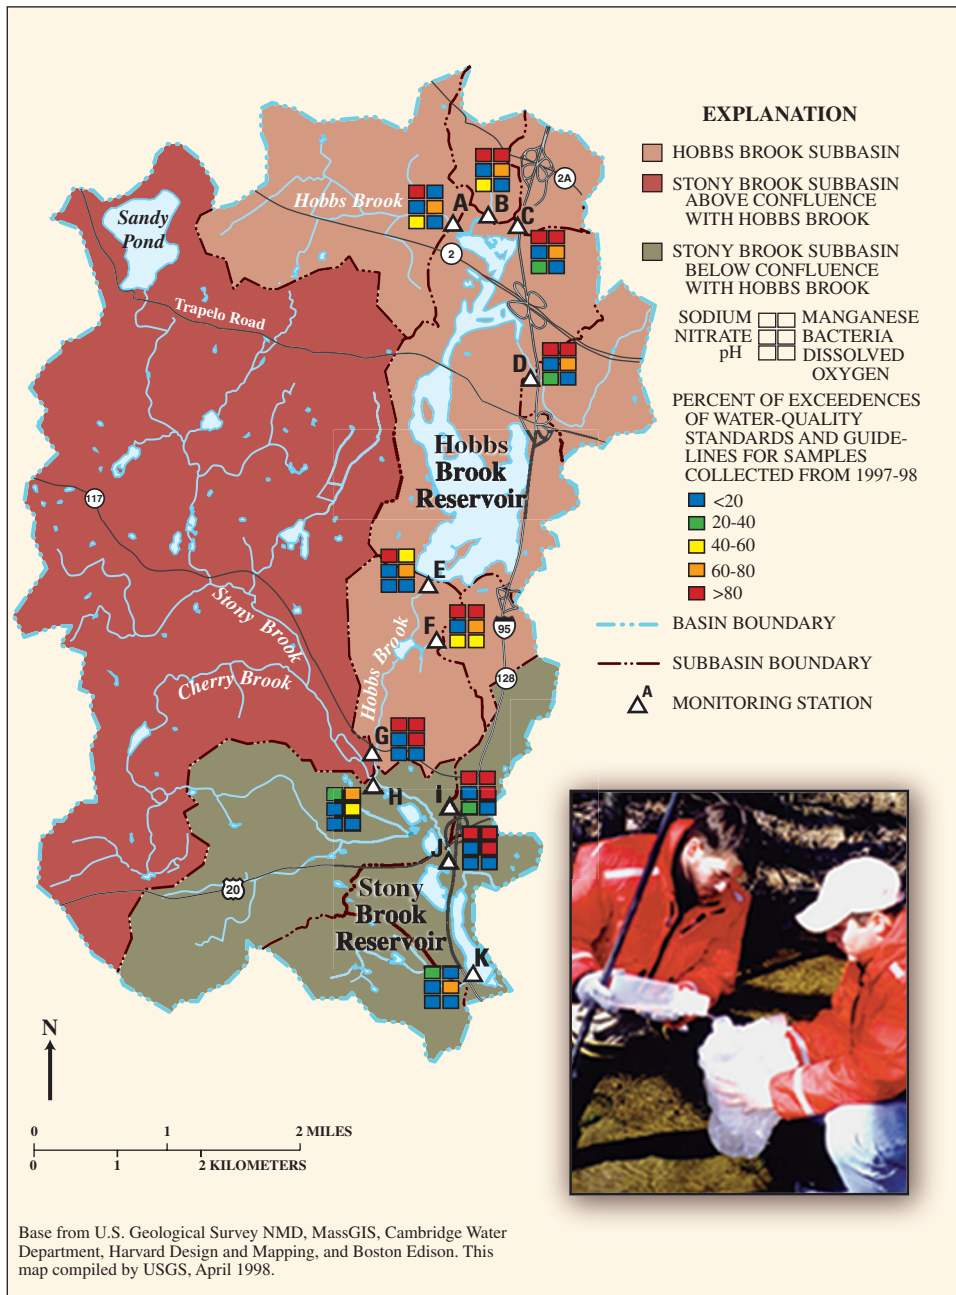 EXPLANATION
HOBBS BROOK SUBBASIN
STONY BROOK SUBBASIN
ABOVE CONFLUENCE
WITH HOBBS BROOK
STONY BROOK SUBBASIN
BELOW CONFLUENCE
WITH HOBBS BROOK
SODIUM MANGANESE
NITRATE BACTERIA
pH DISSOLVED
OXYGEN
PERCENT OF EXCEEDENCES
OF WATER-QUALITY
STANDARDS AND GUIDE-
LINES FOR SAMPLES
COLLECTED FROM 1997-98
<20
20-40
40-60
60-80
>80
BASIN BOUNDARY
SUBBASIN BOUNDARY
A
MONITORING STATION
2A
Hobbs Brook
A
B
C
Sandy
Pond
2
Trapelo Road
D
Hobbs
Brook
Reservoir
117
E
Stony Brook
Hobbs Brook
F
95
Cherry Brook
128
G
H
I
J
20
Stony
Brook
Reservoir
K
N
0 1 2 MILES
0 1 2 KILOMETERS
Base from U.S. Geological Survey NMD, MassGIS, Cambridge Water
Department, Harvard Design and Mapping, and Boston Edison. This
map compiled by USGS, April 1998.